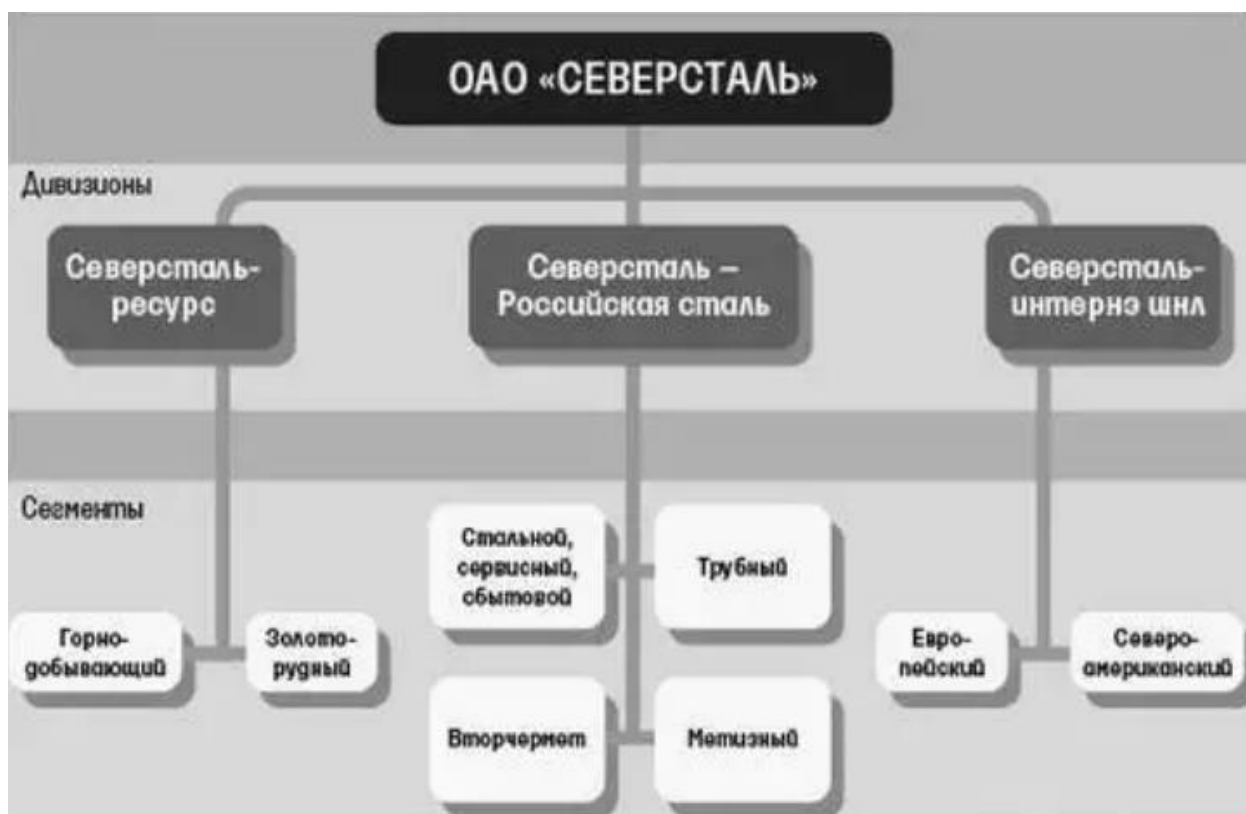 ОАО «СЕВЕРСТАЛЬ»
Дивизионы
Северсталь-
ресурс
Северсталь –
Российская сталь
Северсталь-
интернэ шнл
Сегменты
Горно-
добывающий
Золото-
рудный
Стальной,
сервисный,
сбытовой
Трубный
Вторчермет
Метизный
Евро-
пейский
Северо-
американский